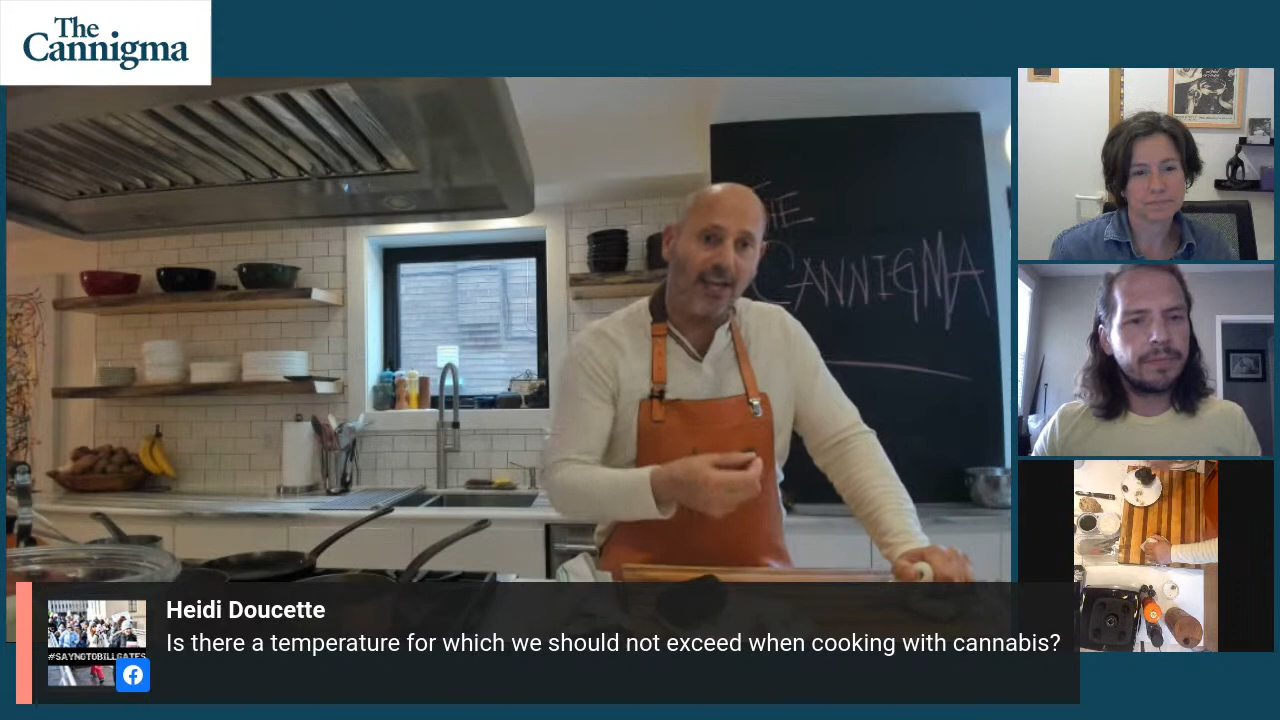 The
Cannigma
THE
CANNIGMA
#SAYNOTOBILLGATES
Heidi Doucette
Is there a temperature for which we should not exceed when cooking with cannabis?